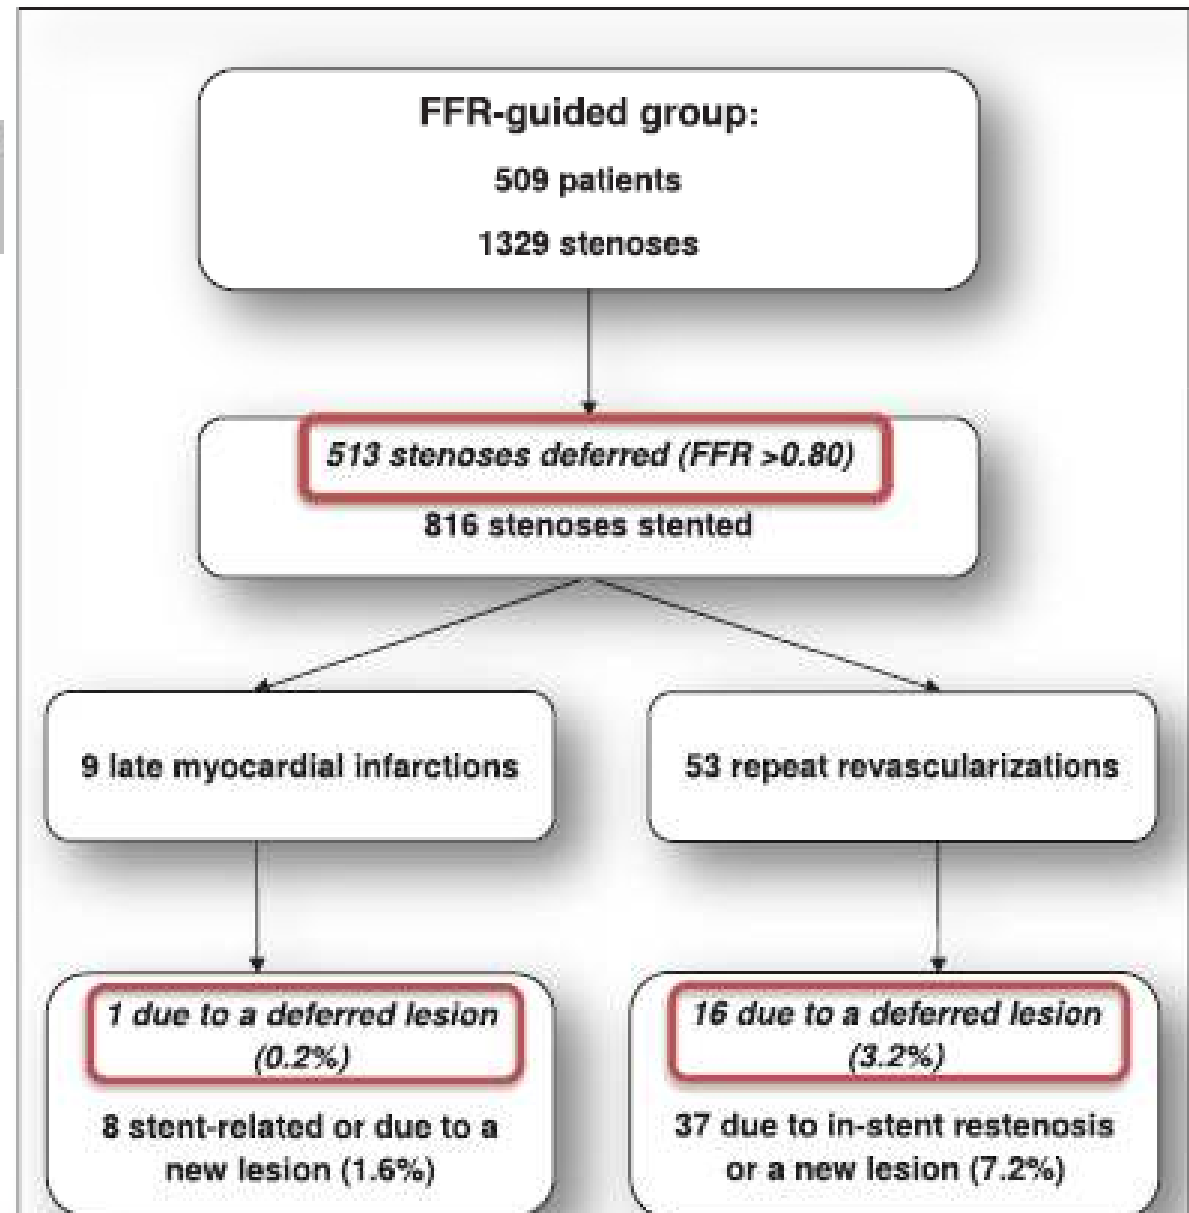 FFR-guided group:
509 patients
1329 stenoses
513 stenoses deferred (FFR >0.80)
816 stenoses stented
9 late myocardial infarctions
53 repeat revascularizations
1 due to a deferred lesion
(0.2%)
8 stent-related or due to a
new lesion (1.6%)
16 due to a deferred lesion
(3.2%)
37 due to in-stent restenosis
or a new lesion (7.2%)